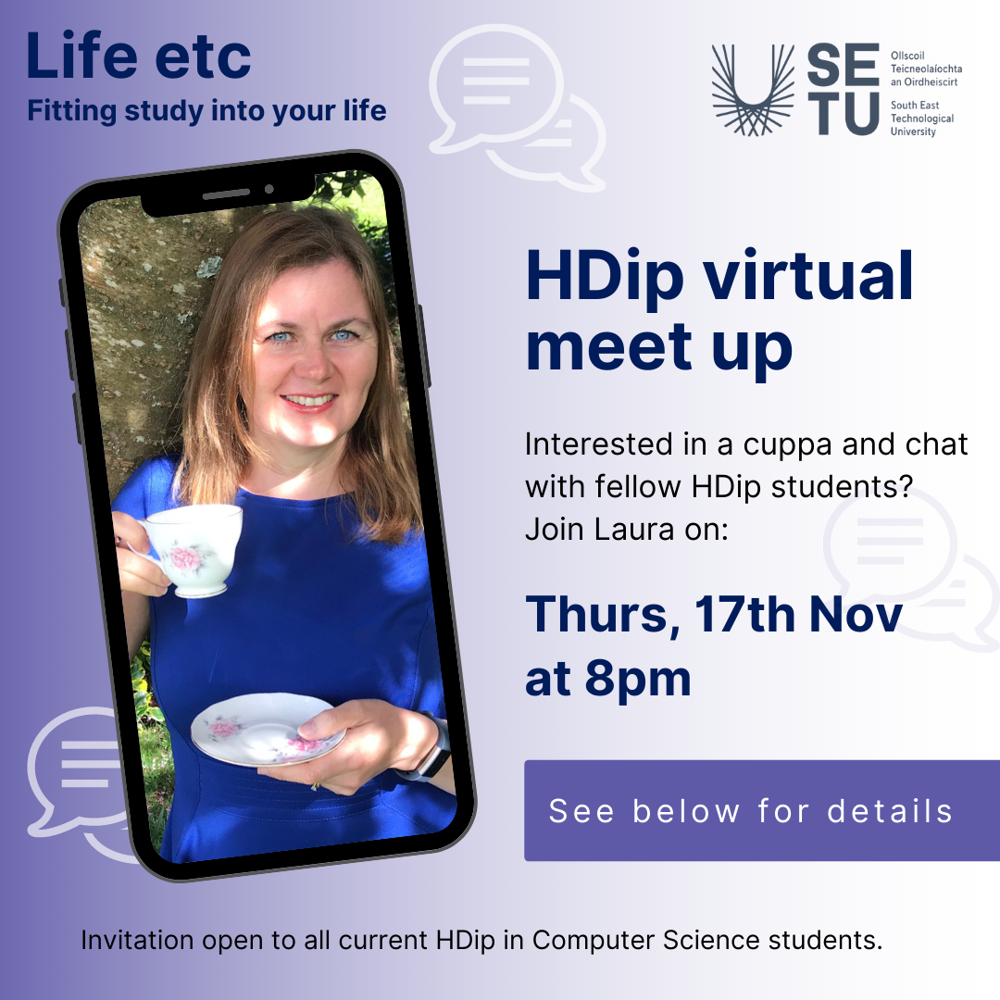 Life etc
Fitting study into your life
SE
TU
Ollscoil
Teicneolaíochta
an Oirdheiscirt
South East
Technological
University
HDip virtual
meet up
Interested in a cuppa and chat
with fellow HDip students?
Join Laura on:
Thurs, 17th Nov
at 8pm
See below for details
Invitation open to all current HDip in Computer Science students.